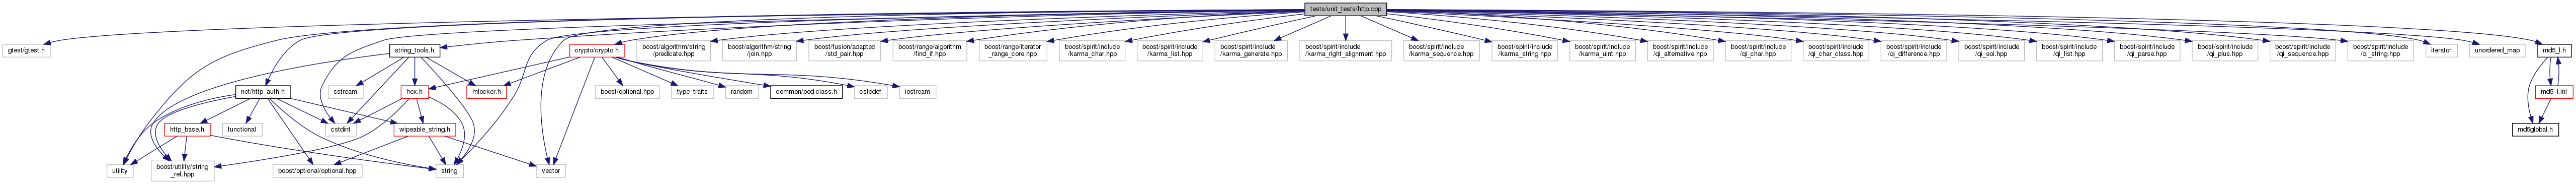 tests/unit_tests/http.cpp
gtest/gtest.h
string_tools.h
crypto/crypto.h
boost/algorithm/string
/predicate.hpp
boost/algorithm/string
/join.hpp
boost/fusion/adapted
/std_pair.hpp
boost/range/algorithm
/find_if.hpp
boost/range/iterator
_range_core.hpp
boost/spirit/include
/karma_char.hpp
boost/spirit/include
/karma_list.hpp
boost/spirit/include
/karma_generate.hpp
boost/spirit/include
/karma_right_alignment.hpp
boost/spirit/include
/karma_sequence.hpp
boost/spirit/include
/karma_string.hpp
boost/spirit/include
/karma_uint.hpp
boost/spirit/include
/qi_alternative.hpp
boost/spirit/include
/qi_char.hpp
boost/spirit/include
/qi_char_class.hpp
boost/spirit/include
/qi_difference.hpp
boost/spirit/include
/qi_eoi.hpp
boost/spirit/include
/qi_list.hpp
boost/spirit/include
/qi_parse.hpp
boost/spirit/include
/qi_plus.hpp
boost/spirit/include
/qi_sequence.hpp
boost/spirit/include
/qi_string.hpp
iterator
unordered_map
md5_l.h
net/http_auth.h
sstream
hex.h
mlocker.h
boost/optional.hpp
type_traits
random
common/pod-class.h
cstddef
iostream
md5_l.inl
http_base.h
functional
cstdint
wipeable_string.h
md5global.h
utility
boost/utility/string
_ref.hpp
boost/optional/optional.hpp
string
vector